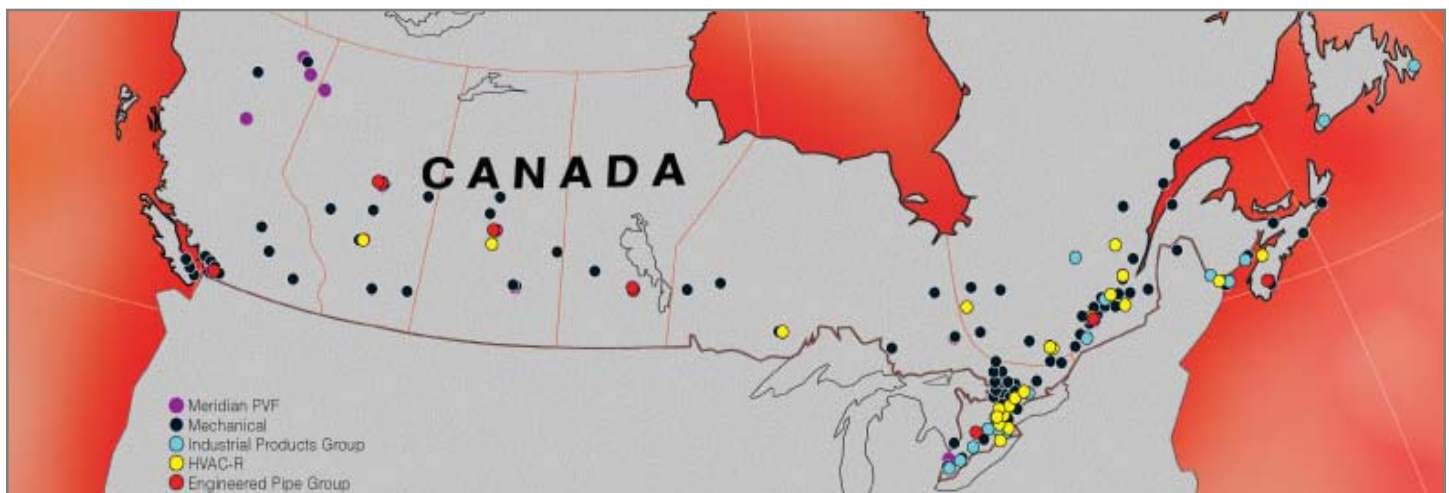 CANADA
Meridian PVF
Mechanical
Industrial Products Group
HVAC-R
Engineered Pipe Group